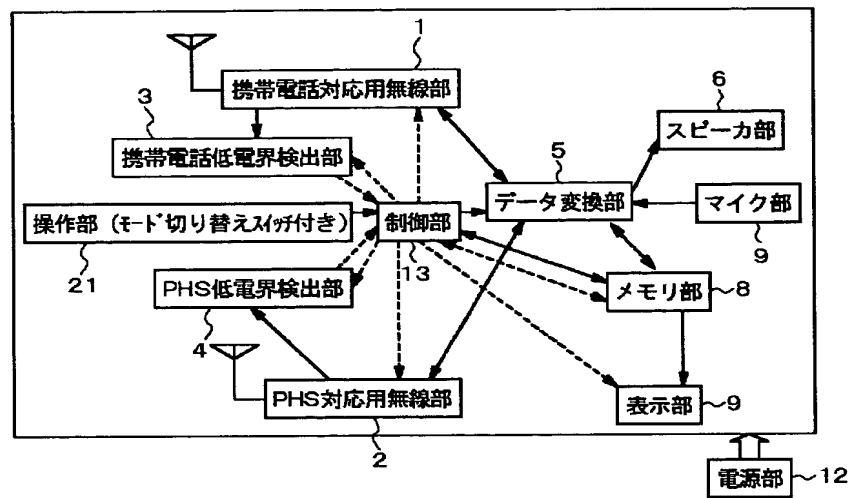 1
携帯電話対応用無線部
6
スピーカ部
3
携帯電話低電界検出部
5
データ変換部
マイク部
9
操作部（ﾓｰﾄﾞ切り替えｽｲｯﾁ付き）
21
制御部
13
PHS低電界検出部
4
メモリ部
8
PHS対応用無線部
2
表示部
9
電源部
12